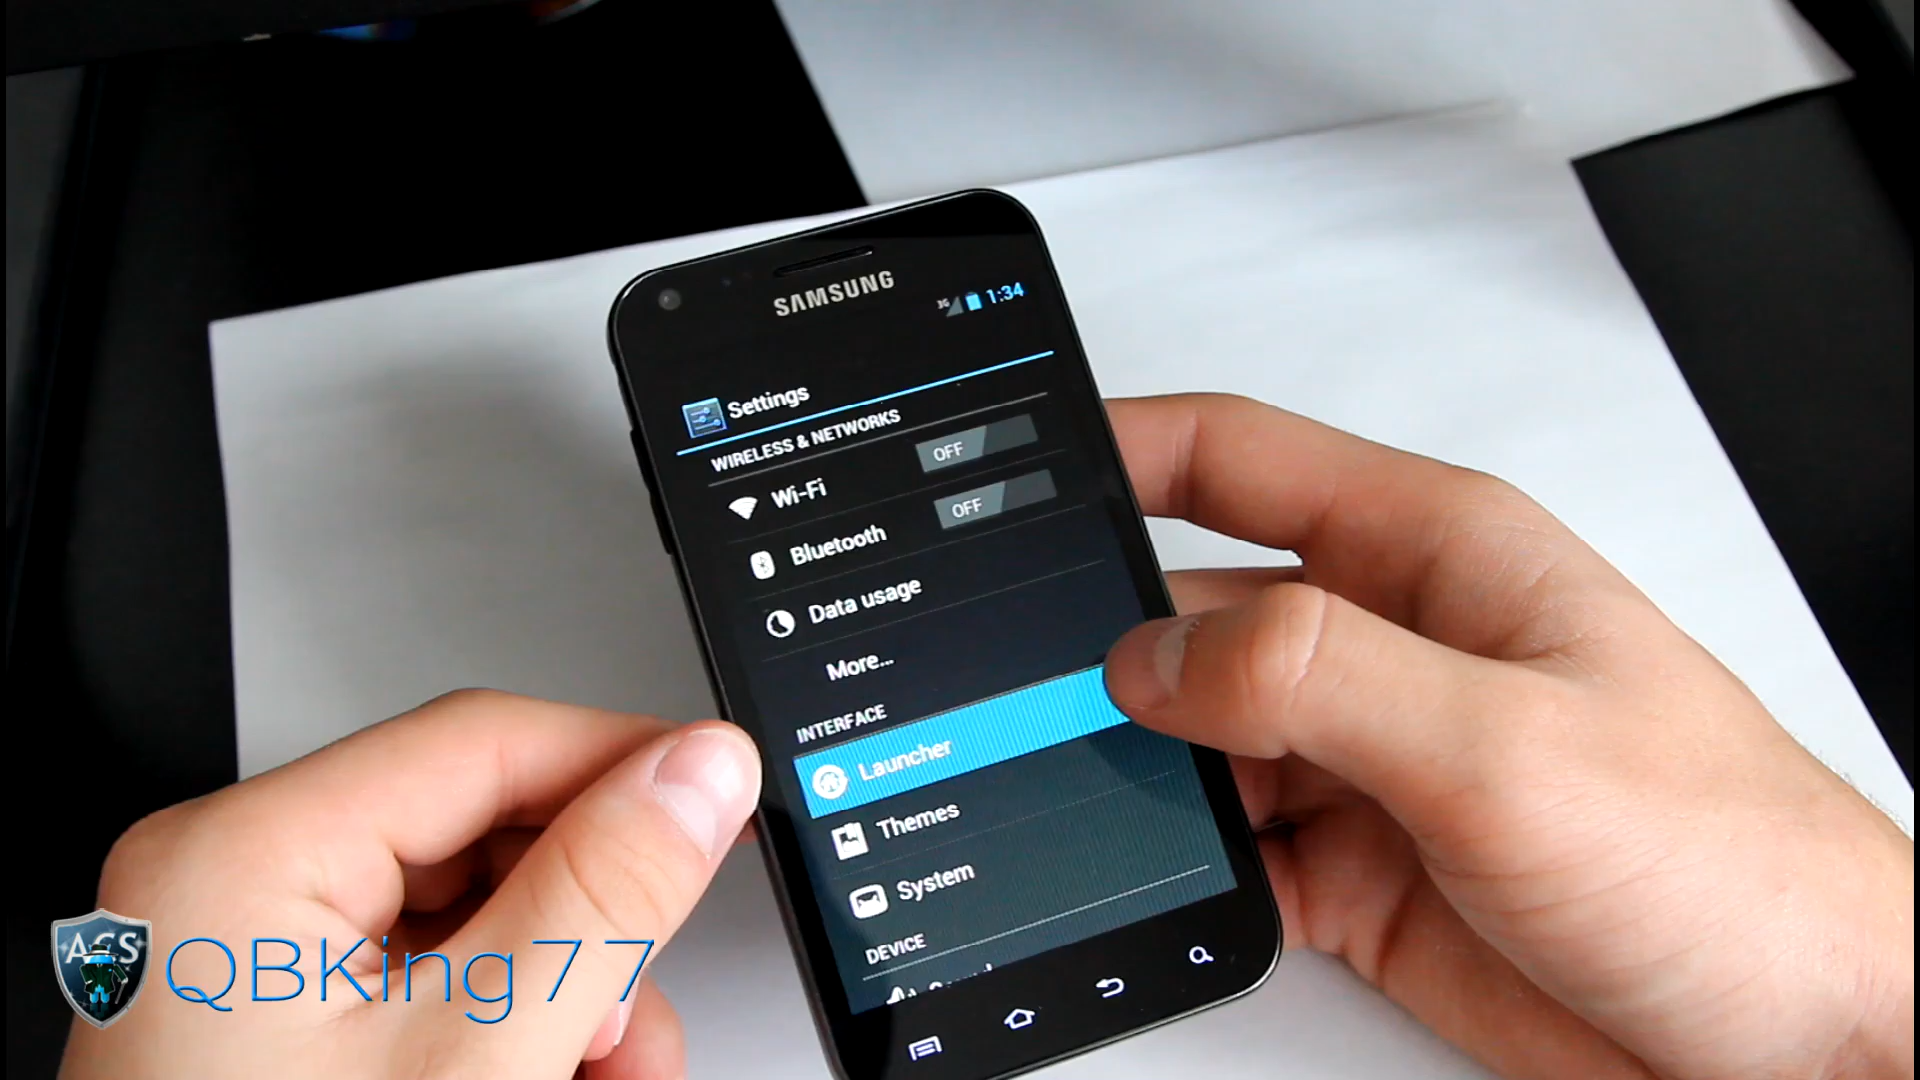 SAMSUNG
3G 1:34
Settings
WIRELESS & NETWORKS
Wi-Fi OFF
Bluetooth OFF
Data usage
More...
INTERFACE
Launcher
Themes
System
DEVICE
ACS
QBKing77